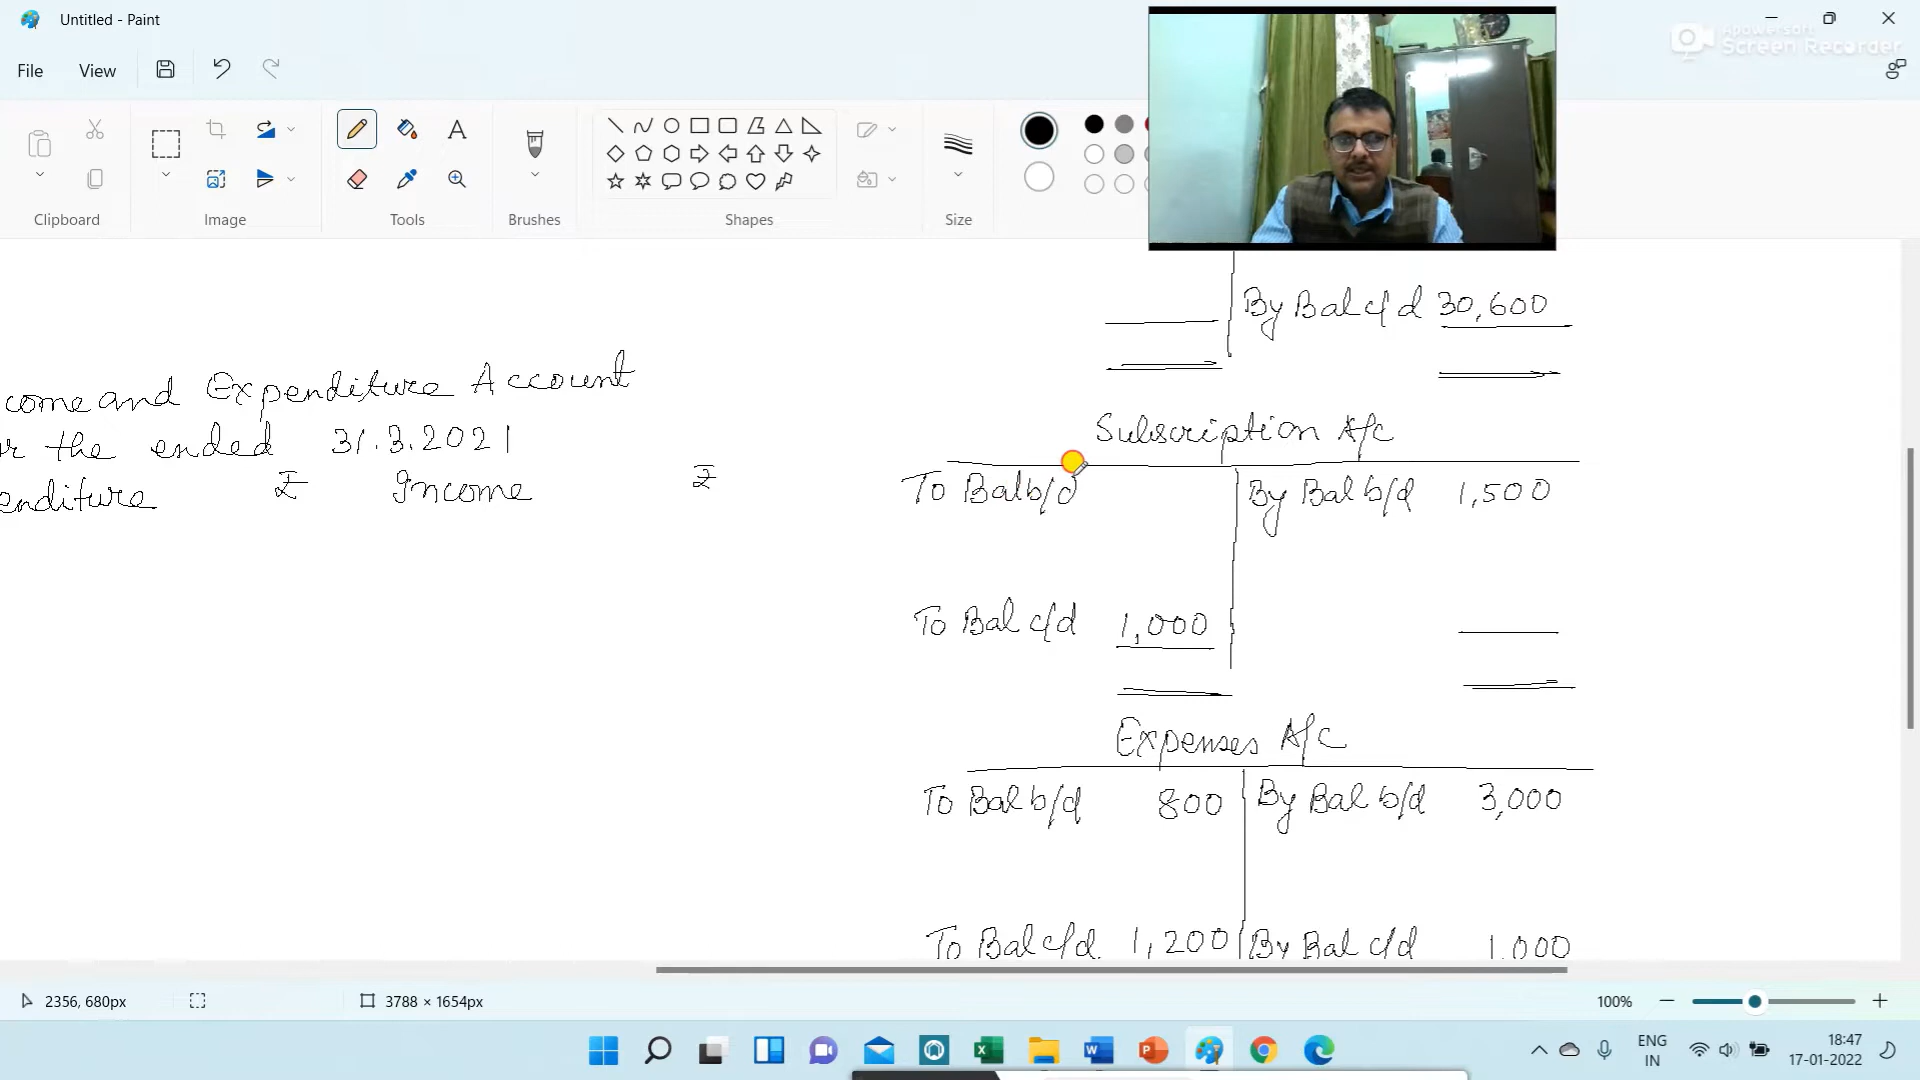 Untitled - Paint
Apowersoft
Screen Recorder
File View
Clipboard Image Tools Brushes Shapes Size
By Bal c/d 30,600
come and Expenditure Account
r the ended 31.3.2021
enditure ₹ Income ₹
Subscription A/c
To Bal b/d By Bal b/d 1,500
To Bal c/d 1,000
Expenses A/c
To Bal b/d 800 By Bal b/d 3,000
To Bal c/d. 1,200 By Bal c/d 1,000
2356, 680px 3788 × 1654px 100%
ENG
IN
18:47
17-01-2022